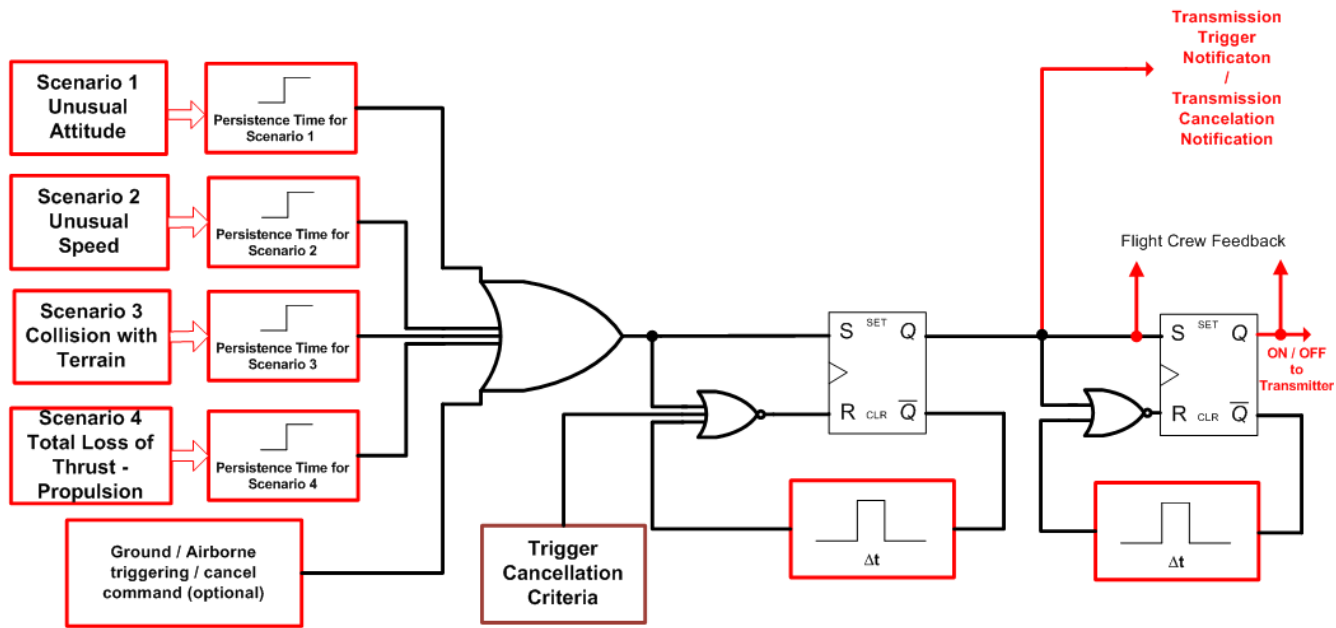 Scenario 1
Unusual
Attitude
Persistence Time for
Scenario 1
Scenario 2
Unusual
Speed
Persistence Time for
Scenario 2
Scenario 3
Collision with
Terrain
Persistence Time for
Scenario 3
Scenario 4
Total Loss of
Thrust -
Propulsion
Persistence Time for
Scenario 4
Ground / Airborne
triggering / cancel
command (optional)
Trigger
Cancellation
Criteria
S SET Q
R CLR Q̅
Δt
Transmission
Trigger
Notificaton
/
Transmission
Cancelation
Notification
Flight Crew Feedback
S SET Q
R CLR Q̅
ON / OFF
to
Transmitter
Δt